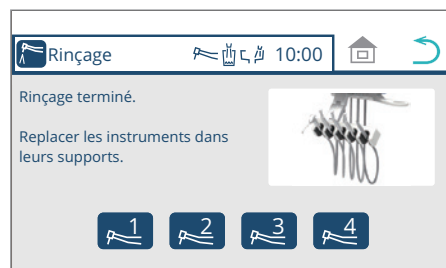 Rinçage 10:00
Rinçage terminé.
Replacer les instruments dans
leurs supports.
1 2 3 4